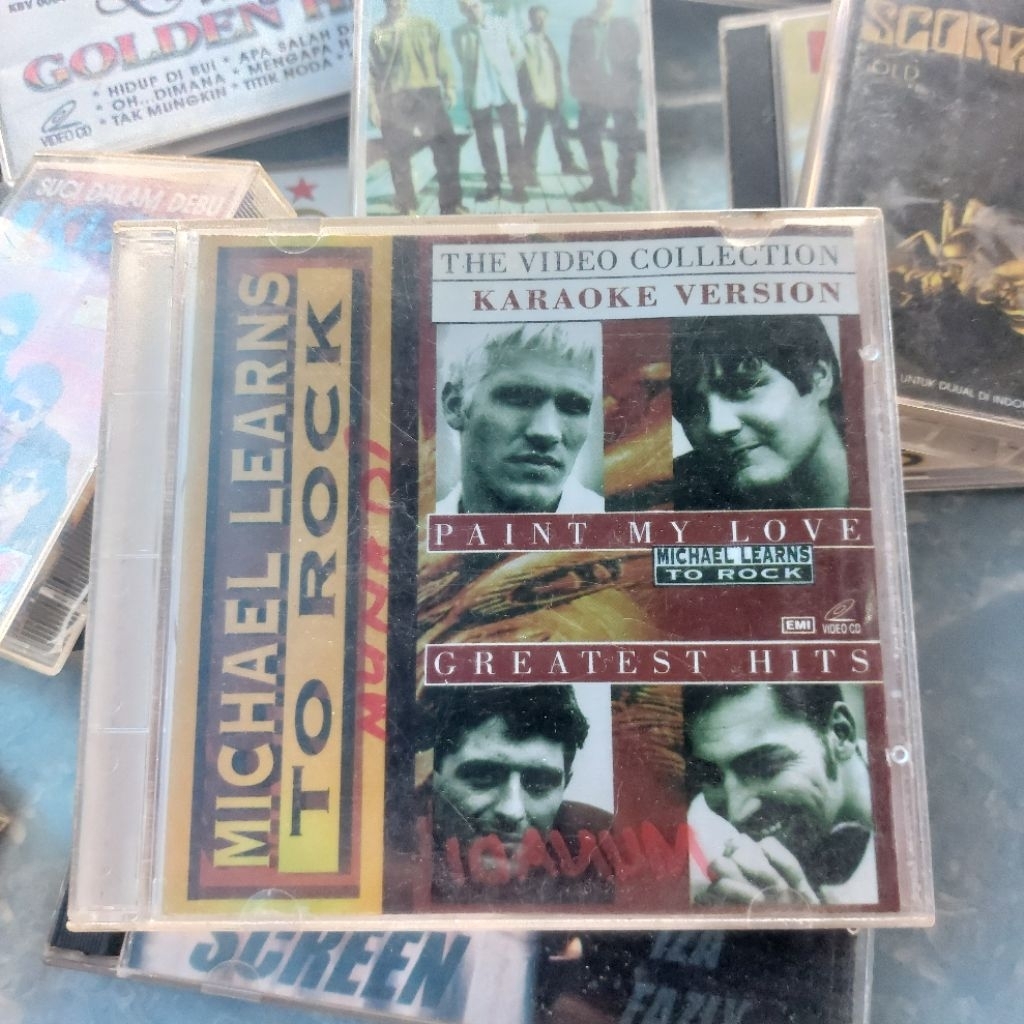 GOLDEN
• HIDUP DI BUI • APA SALAH
• OH.. DIMANA • MENGAPA
• TAK MUNGKIN • TITIK NODA
VIDEO CD
SCORP
OLD
UNTUK DIJUAL DI INDO
SUCI DALAM DEBU
MICHAEL LEARNS
TO ROCK
THE VIDEO COLLECTION
KARAOKE VERSION
PAINT MY LOVE
MICHAEL LEARNS
TO ROCK
EMI
VIDEO CD
GREATEST HITS
SCREEN